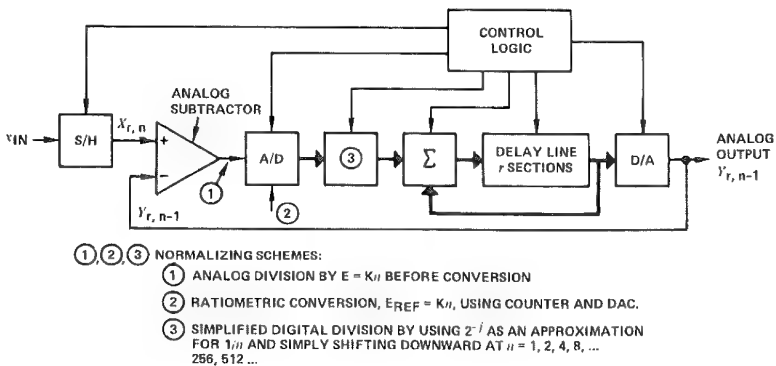 CONTROL
LOGIC
ANALOG
SUBTRACTOR
vIN
S/H
Xr, n
+
−
Yr, n−1
1
A/D
2
3
Σ
DELAY LINE
r SECTIONS
D/A
ANALOG
OUTPUT
Yr, n−1
1,2,3 NORMALIZING SCHEMES:
1 ANALOG DIVISION BY E = Kn BEFORE CONVERSION
2 RATIOMETRIC CONVERSION, EREF = Kn, USING COUNTER AND DAC.
3 SIMPLIFIED DIGITAL DIVISION BY USING 2−j AS AN APPROXIMATION
FOR 1/n AND SIMPLY SHIFTING DOWNWARD AT n = 1, 2, 4, 8, ...
256, 512 ...